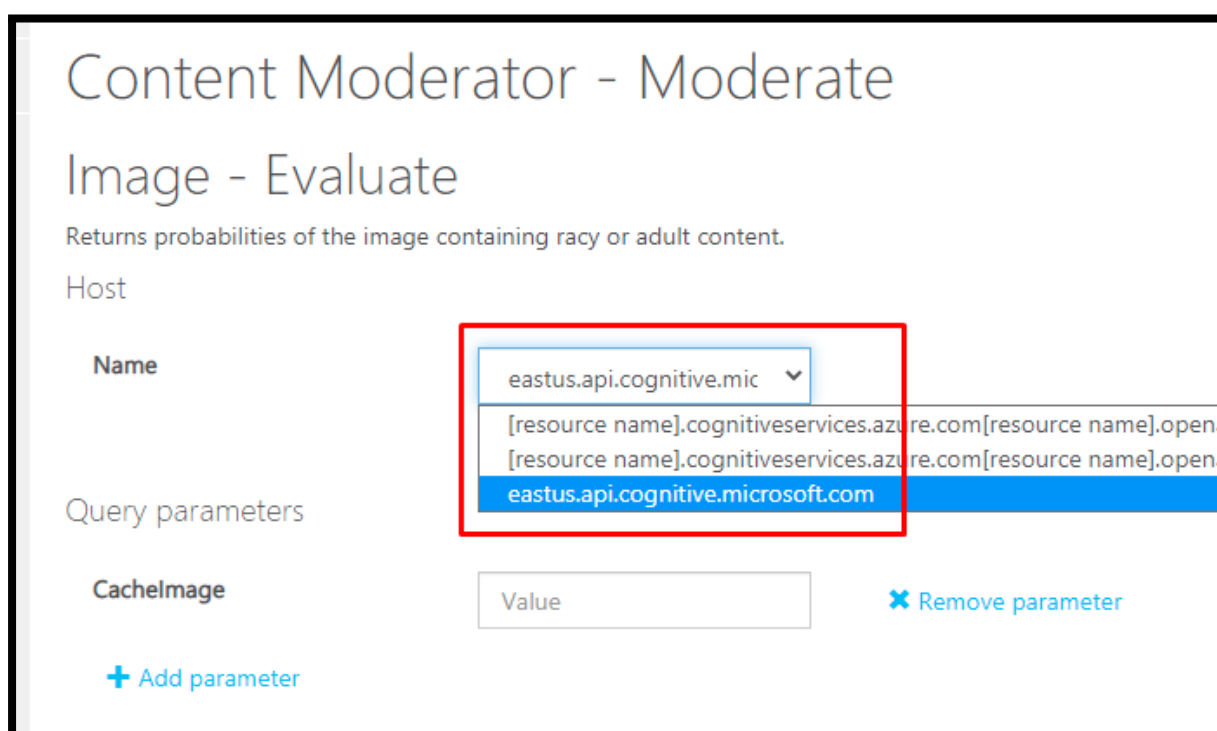 Content Moderator - Moderate
Image - Evaluate
Returns probabilities of the image containing racy or adult content.
Host
Name
eastus.api.cognitive.mic
[resource name].cognitiveservices.azure.com[resource name].open
[resource name].cognitiveservices.azure.com[resource name].open
eastus.api.cognitive.microsoft.com
Query parameters
CacheImage
Value
Remove parameter
Add parameter